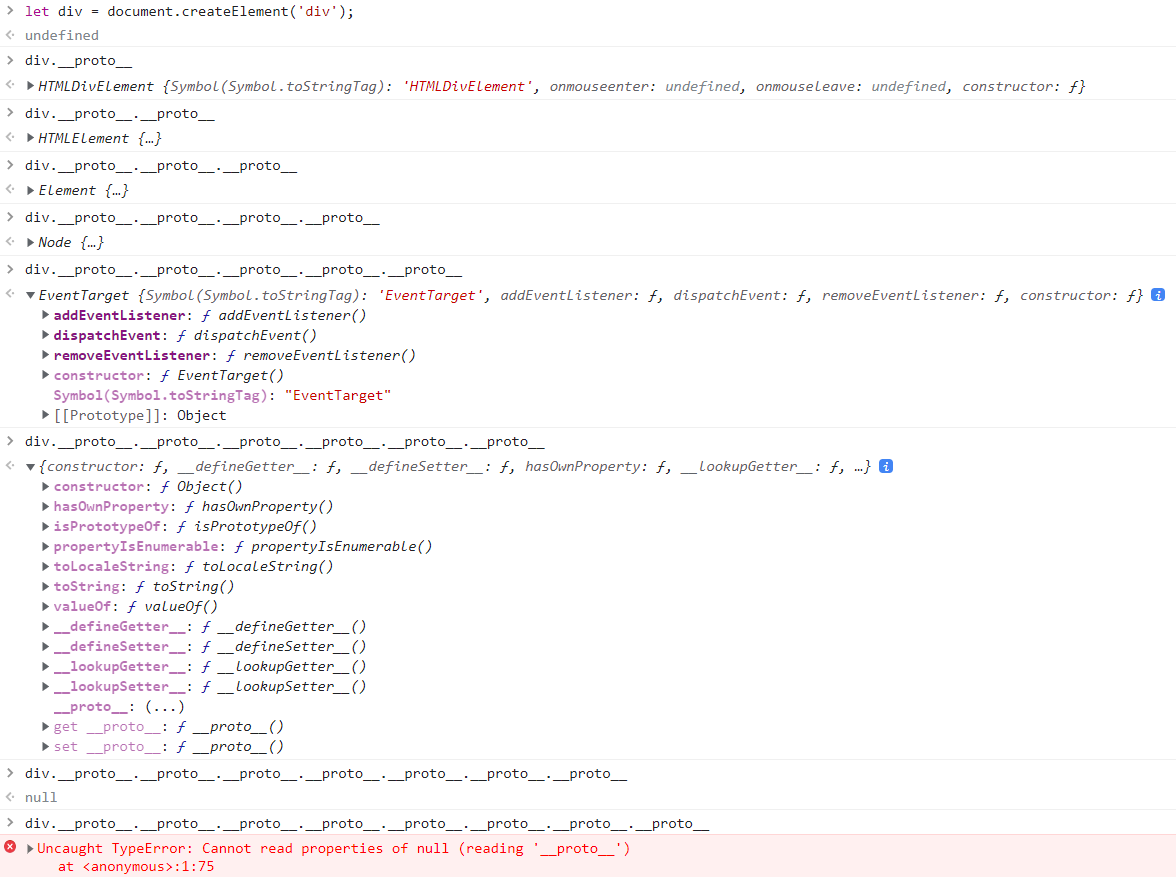 let div = document.createElement('div');
undefined
div.__proto__
HTMLDivElement {Symbol(Symbol.toStringTag): 'HTMLDivElement', onmouseenter: undefined, onmouseleave: undefined, constructor: ƒ}
div.__proto__.__proto__
HTMLElement {…}
div.__proto__.__proto__.__proto__
Element {…}
div.__proto__.__proto__.__proto__.__proto__
Node {…}
div.__proto__.__proto__.__proto__.__proto__.__proto__
EventTarget {Symbol(Symbol.toStringTag): 'EventTarget', addEventListener: ƒ, dispatchEvent: ƒ, removeEventListener: ƒ, constructor: ƒ} i
addEventListener: ƒ addEventListener()
dispatchEvent: ƒ dispatchEvent()
removeEventListener: ƒ removeEventListener()
constructor: ƒ EventTarget()
Symbol(Symbol.toStringTag): "EventTarget"
[[Prototype]]: Object
div.__proto__.__proto__.__proto__.__proto__.__proto__.__proto__
{constructor: ƒ, __defineGetter__: ƒ, __defineSetter__: ƒ, hasOwnProperty: ƒ, __lookupGetter__: ƒ, …} i
constructor: ƒ Object()
hasOwnProperty: ƒ hasOwnProperty()
isPrototypeOf: ƒ isPrototypeOf()
propertyIsEnumerable: ƒ propertyIsEnumerable()
toLocaleString: ƒ toLocaleString()
toString: ƒ toString()
valueOf: ƒ valueOf()
__defineGetter__: ƒ __defineGetter__()
__defineSetter__: ƒ __defineSetter__()
__lookupGetter__: ƒ __lookupGetter__()
__lookupSetter__: ƒ __lookupSetter__()
__proto__: (...)
get __proto__: ƒ __proto__()
set __proto__: ƒ __proto__()
div.__proto__.__proto__.__proto__.__proto__.__proto__.__proto__.__proto__
null
div.__proto__.__proto__.__proto__.__proto__.__proto__.__proto__.__proto__.__proto__
Uncaught TypeError: Cannot read properties of null (reading '__proto__')
at <anonymous>:1:75